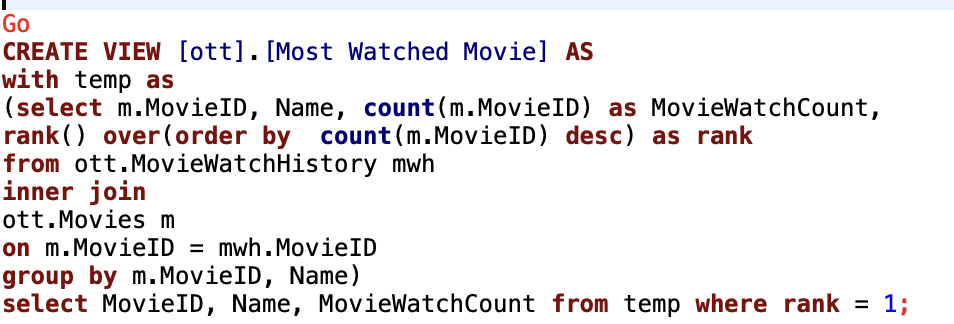 Go
CREATE VIEW [ott].[Most Watched Movie] AS
with temp as
(select m.MovieID, Name, count(m.MovieID) as MovieWatchCount,
rank() over(order by  count(m.MovieID) desc) as rank
from ott.MovieWatchHistory mwh
inner join
ott.Movies m
on m.MovieID = mwh.MovieID
group by m.MovieID, Name)
select MovieID, Name, MovieWatchCount from temp where rank = 1;